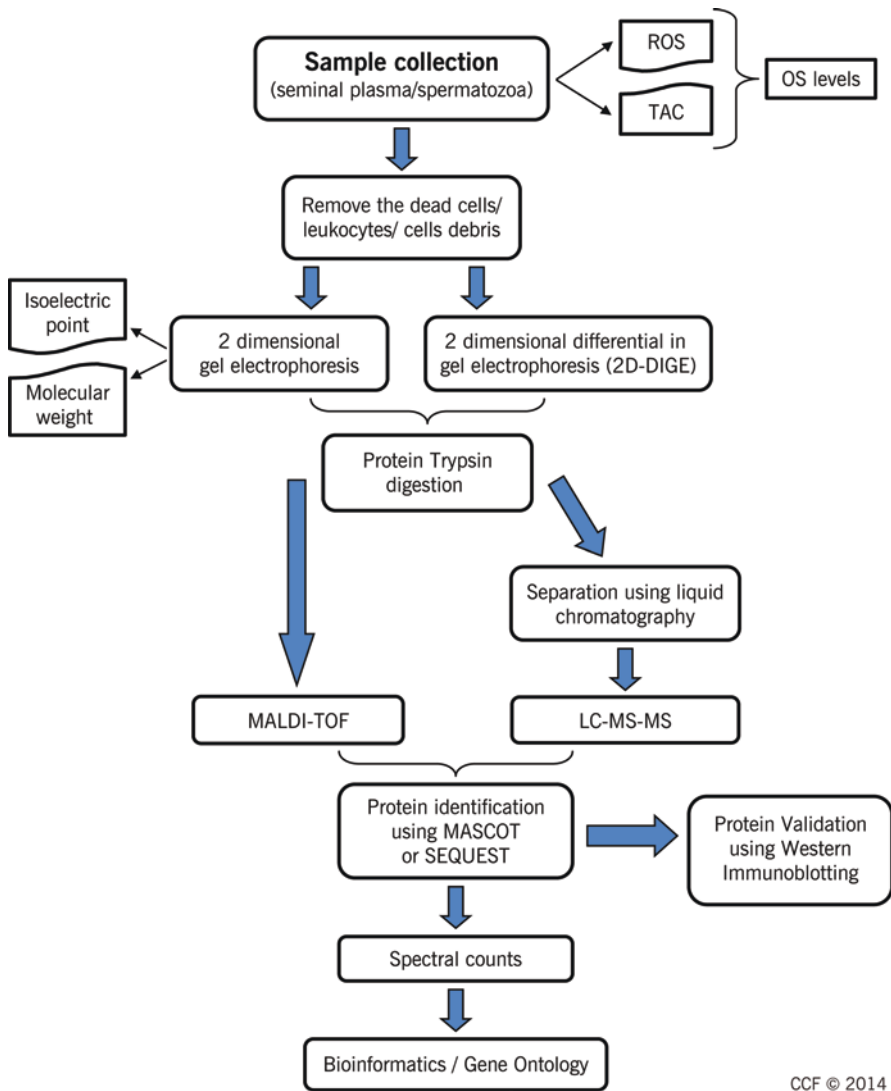 Sample collection
(seminal plasma/spermatozoa)
ROS
TAC
OS levels
Remove the dead cells/
leukocytes/ cells debris
Isoelectric
point
Molecular
weight
2 dimensional
gel electrophoresis
2 dimensional differential in
gel electrophoresis (2D-DIGE)
Protein Trypsin
digestion
Separation using liquid
chromatography
MALDI-TOF
LC-MS-MS
Protein identification
using MASCOT
or SEQUEST
Protein Validation
using Western
Immunoblotting
Spectral counts
Bioinformatics / Gene Ontology
CCF © 2014